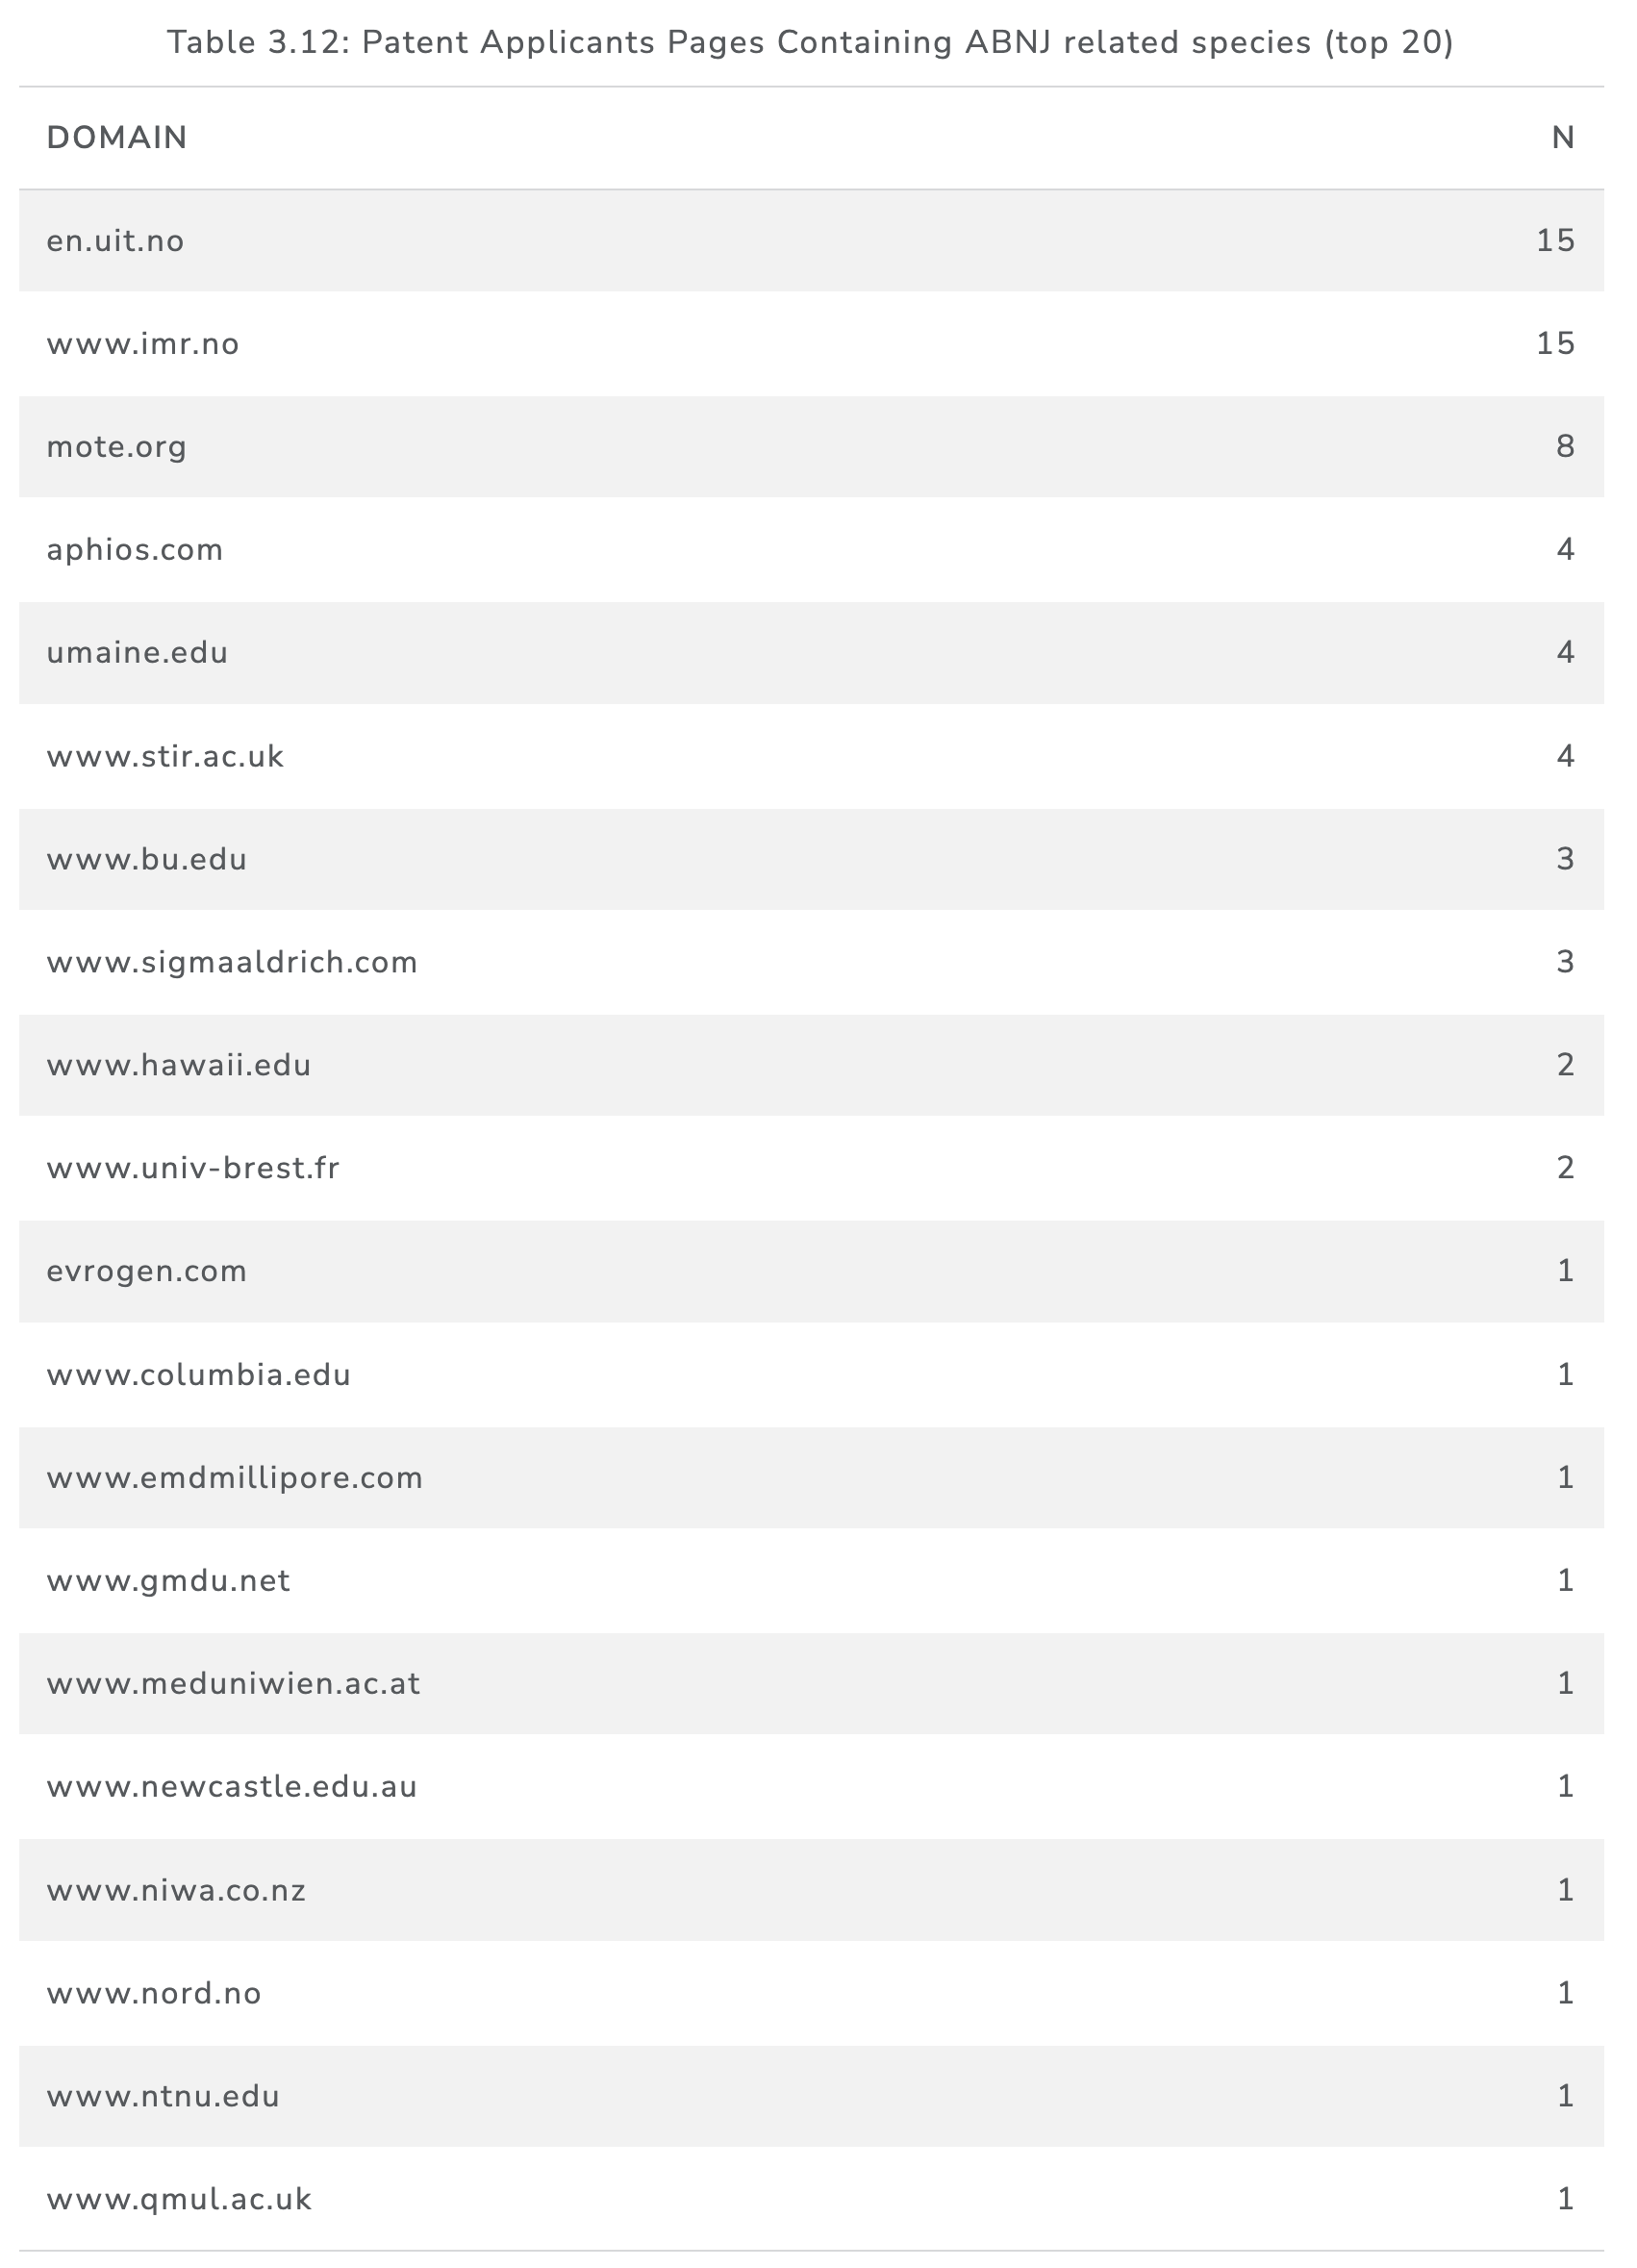 Table 3.12: Patent Applicants Pages Containing ABNJ related species (top 20)
DOMAIN N
en.uit.no 15
www.imr.no 15
mote.org 8
aphios.com 4
umaine.edu 4
www.stir.ac.uk 4
www.bu.edu 3
www.sigmaaldrich.com 3
www.hawaii.edu 2
www.univ-brest.fr 2
evrogen.com 1
www.columbia.edu 1
www.emdmillipore.com 1
www.gmdu.net 1
www.meduniwien.ac.at 1
www.newcastle.edu.au 1
www.niwa.co.nz 1
www.nord.no 1
www.ntnu.edu 1
www.qmul.ac.uk 1